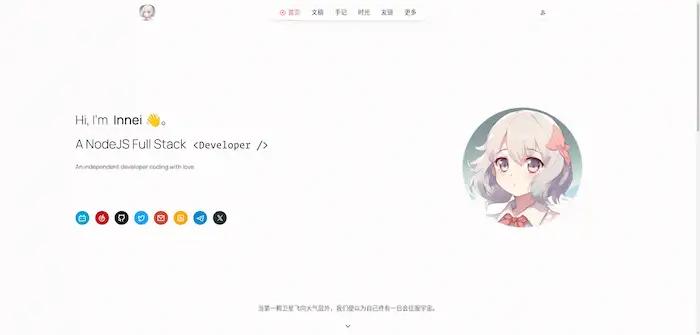 首页 文稿 手记 时光 友链 更多
Hi, I'm Innei 👋。
A NodeJS Full Stack <Developer />
An independent developer coding with love.
当第一颗卫星飞向大气层外，我们便以为自己终有一日会征服宇宙。